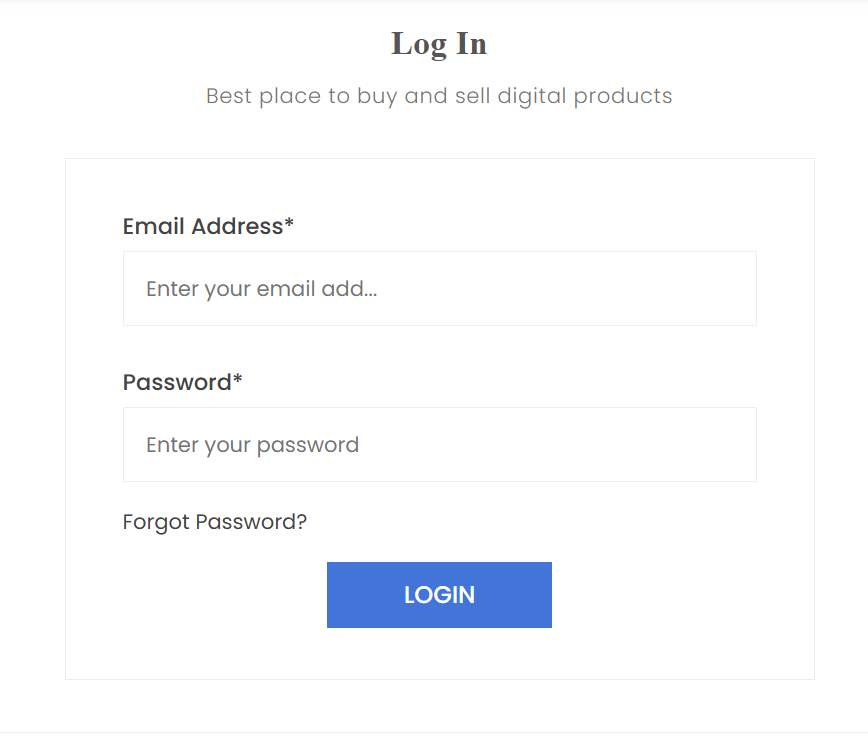 Log In
Best place to buy and sell digital products
Email Address*
Enter your email add...
Password*
Enter your password
Forgot Password?
LOGIN